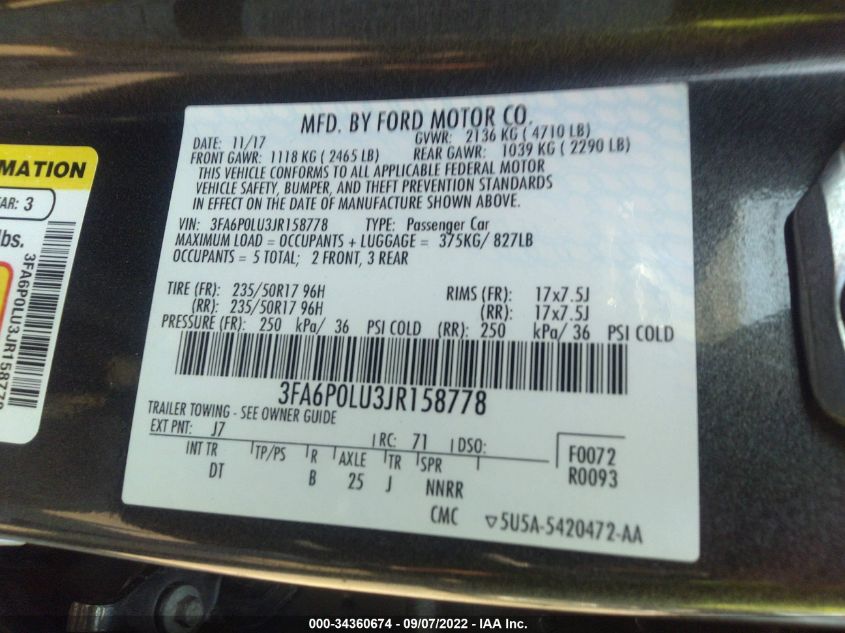 MFD. BY FORD MOTOR CO.
DATE: 11/17 GVWR: 2136 KG ( 4710 LB)
FRONT GAWR: 1118 KG ( 2465 LB) REAR GAWR: 1039 KG ( 2290 LB)
THIS VEHICLE CONFORMS TO ALL APPLICABLE FEDERAL MOTOR
VEHICLE SAFETY, BUMPER, AND THEFT PREVENTION STANDARDS
IN EFFECT ON THE DATE OF MANUFACTURE SHOWN ABOVE.
VIN: 3FA6P0LU3JR158778 TYPE: Passenger Car
MAXIMUM LOAD = OCCUPANTS + LUGGAGE = 375KG/ 827LB
OCCUPANTS = 5 TOTAL; 2 FRONT, 3 REAR
TIRE (FR): 235/50R17 96H RIMS (FR): 17x7.5J
(RR): 235/50R17 96H (RR): 17x7.5J
PRESSURE (FR): 250 kPa/ 36 PSI COLD (RR): 250 kPa/ 36 PSI COLD
3FA6P0LU3JR158778
TRAILER TOWING - SEE OWNER GUIDE
EXT PNT: J7 RC: 71 DSO:
INT TR TP/PS R AXLE TR SPR
DT B 25 J NNRR
F0072
R0093
CMC ▽5U5A-5420472-AA
MATION
AR: 3
lbs.
3FA6P0LU3JR158778
000-34360674 - 09/07/2022 - IAA Inc.